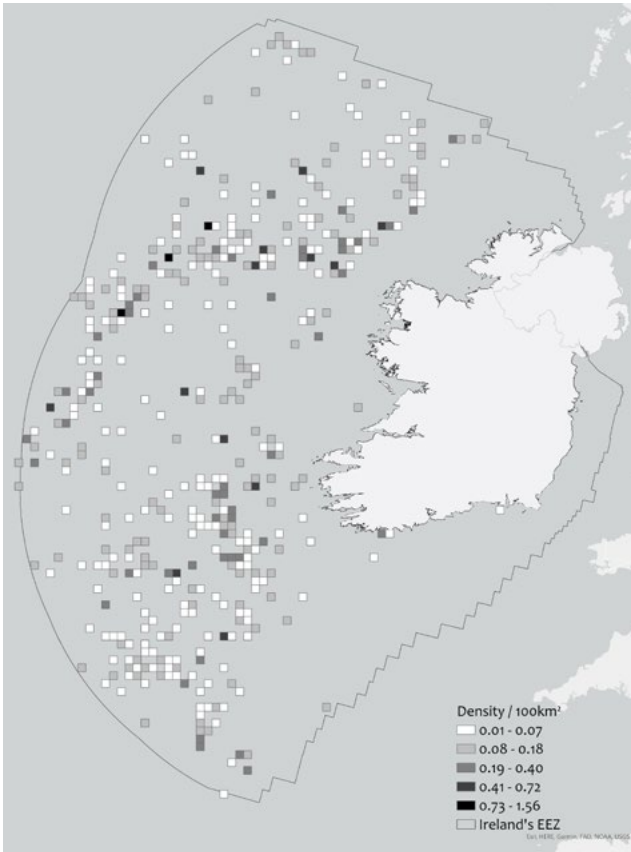 Density / 100km²
0.01 - 0.07
0.08 - 0.18
0.19 - 0.40
0.41 - 0.72
0.73 - 1.56
Ireland's EEZ
Esri, HERE, Garmin, FAO, NOAA, USGS